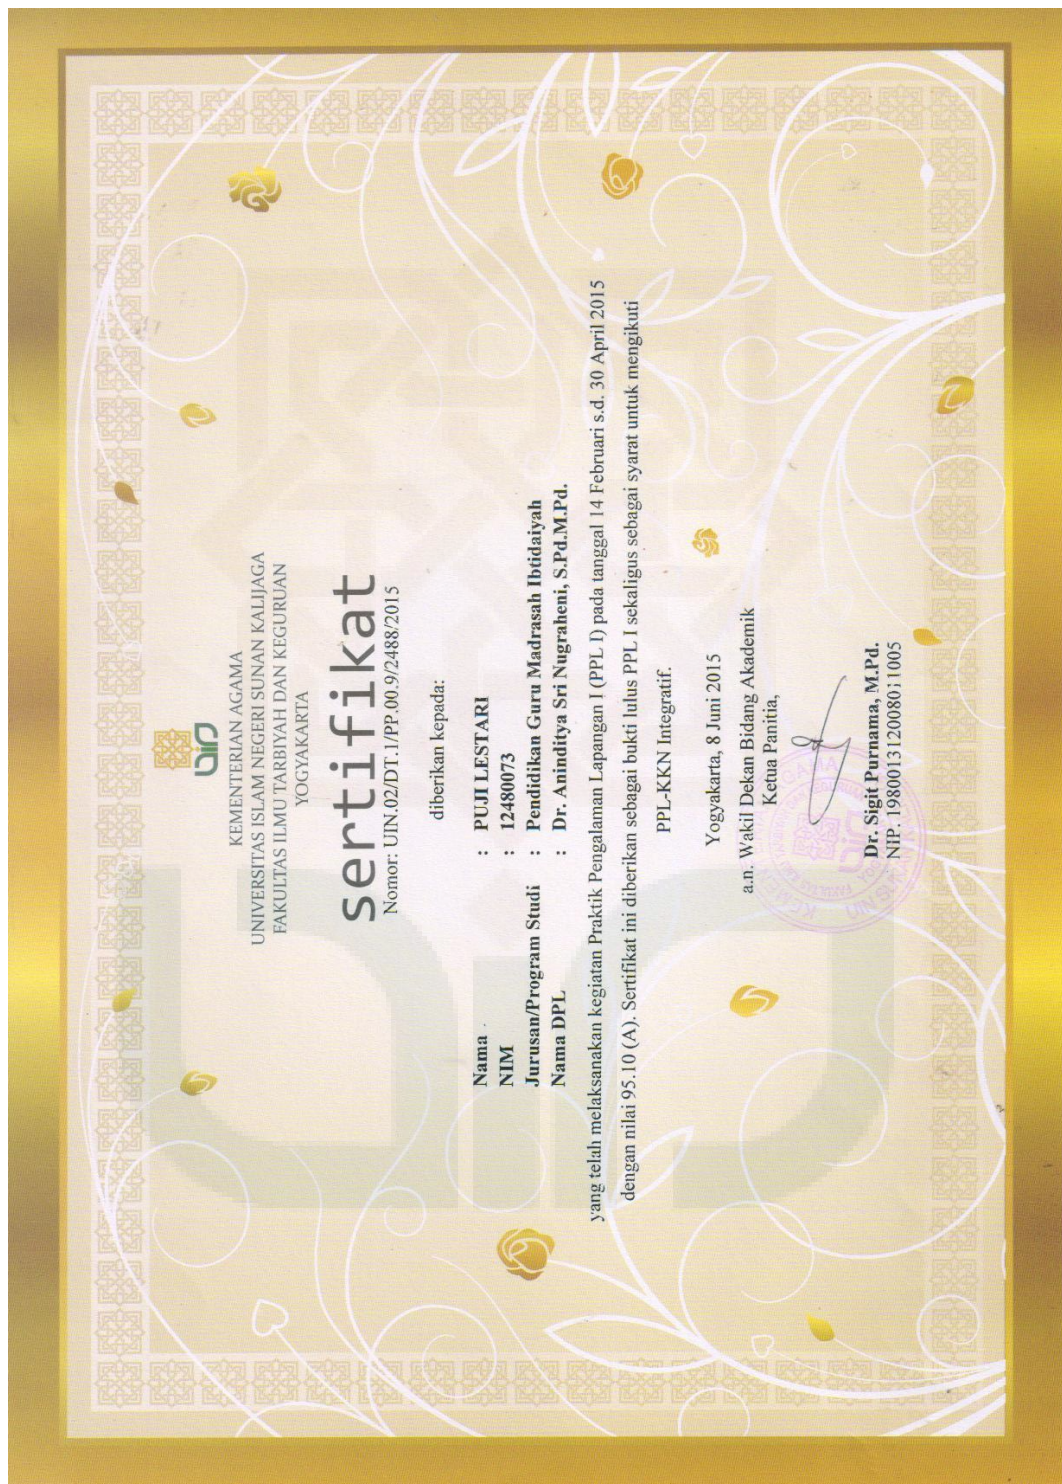 KEMENTERIAN AGAMA
UNIVERSITAS ISLAM NEGERI SUNAN KALIJAGA
FAKULTAS ILMU TARBIYAH DAN KEGURUAN
YOGYAKARTA
sertifikat
Nomor: UIN.02/DT.1/PP.00.9/2488/2015
diberikan kepada:
Nama : PUJI LESTARI
NIM : 12480073
Jurusan/Program Studi : Pendidikan Guru Madrasah Ibtidaiyah
Nama DPL : Dr. Aninditya Sri Nugraheni, S.Pd.M.Pd.
yang telah melaksanakan kegiatan Praktik Pengalaman Lapangan I (PPL I) pada tanggal 14 Februari s.d. 30 April 2015
dengan nilai 95.10 (A). Sertifikat ini diberikan sebagai bukti lulus PPL I sekaligus sebagai syarat untuk mengikuti
PPL-KKN Integratif.
Yogyakarta, 8 Juni 2015
a.n. Wakil Dekan Bidang Akademik
Ketua Panitia,
Dr. Sigit Purnama, M.Pd.
NIP. 198001312008011005